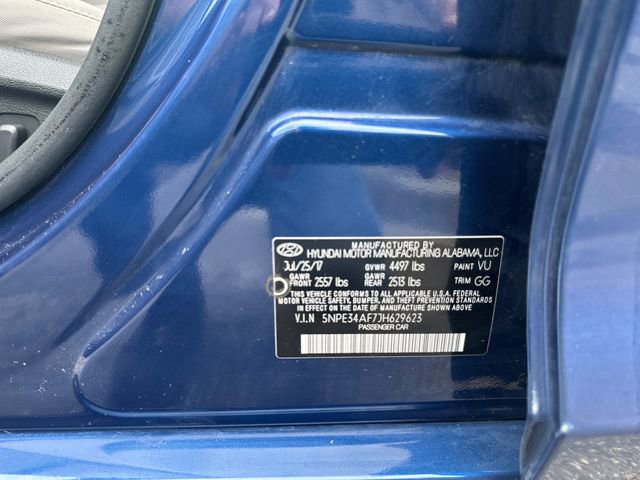 MANUFACTURED BY
HYUNDAI MOTOR MANUFACTURING ALABAMA, LLC
Jul/25/17 GVWR 4497 lbs PAINT VU
GAWR FRONT 2557 lbs GAWR REAR 2513 lbs TRIM GG
THIS VEHICLE CONFORMS TO ALL APPLICABLE U.S.A. FEDERAL
MOTOR VEHICLE SAFETY, BUMPER, AND THEFT PREVENTION STANDARDS
IN EFFECT ON THE DATE OF MANUFACTURE SHOWN ABOVE.
V.I.N 5NPE34AF7JH629623
PASSENGER CAR